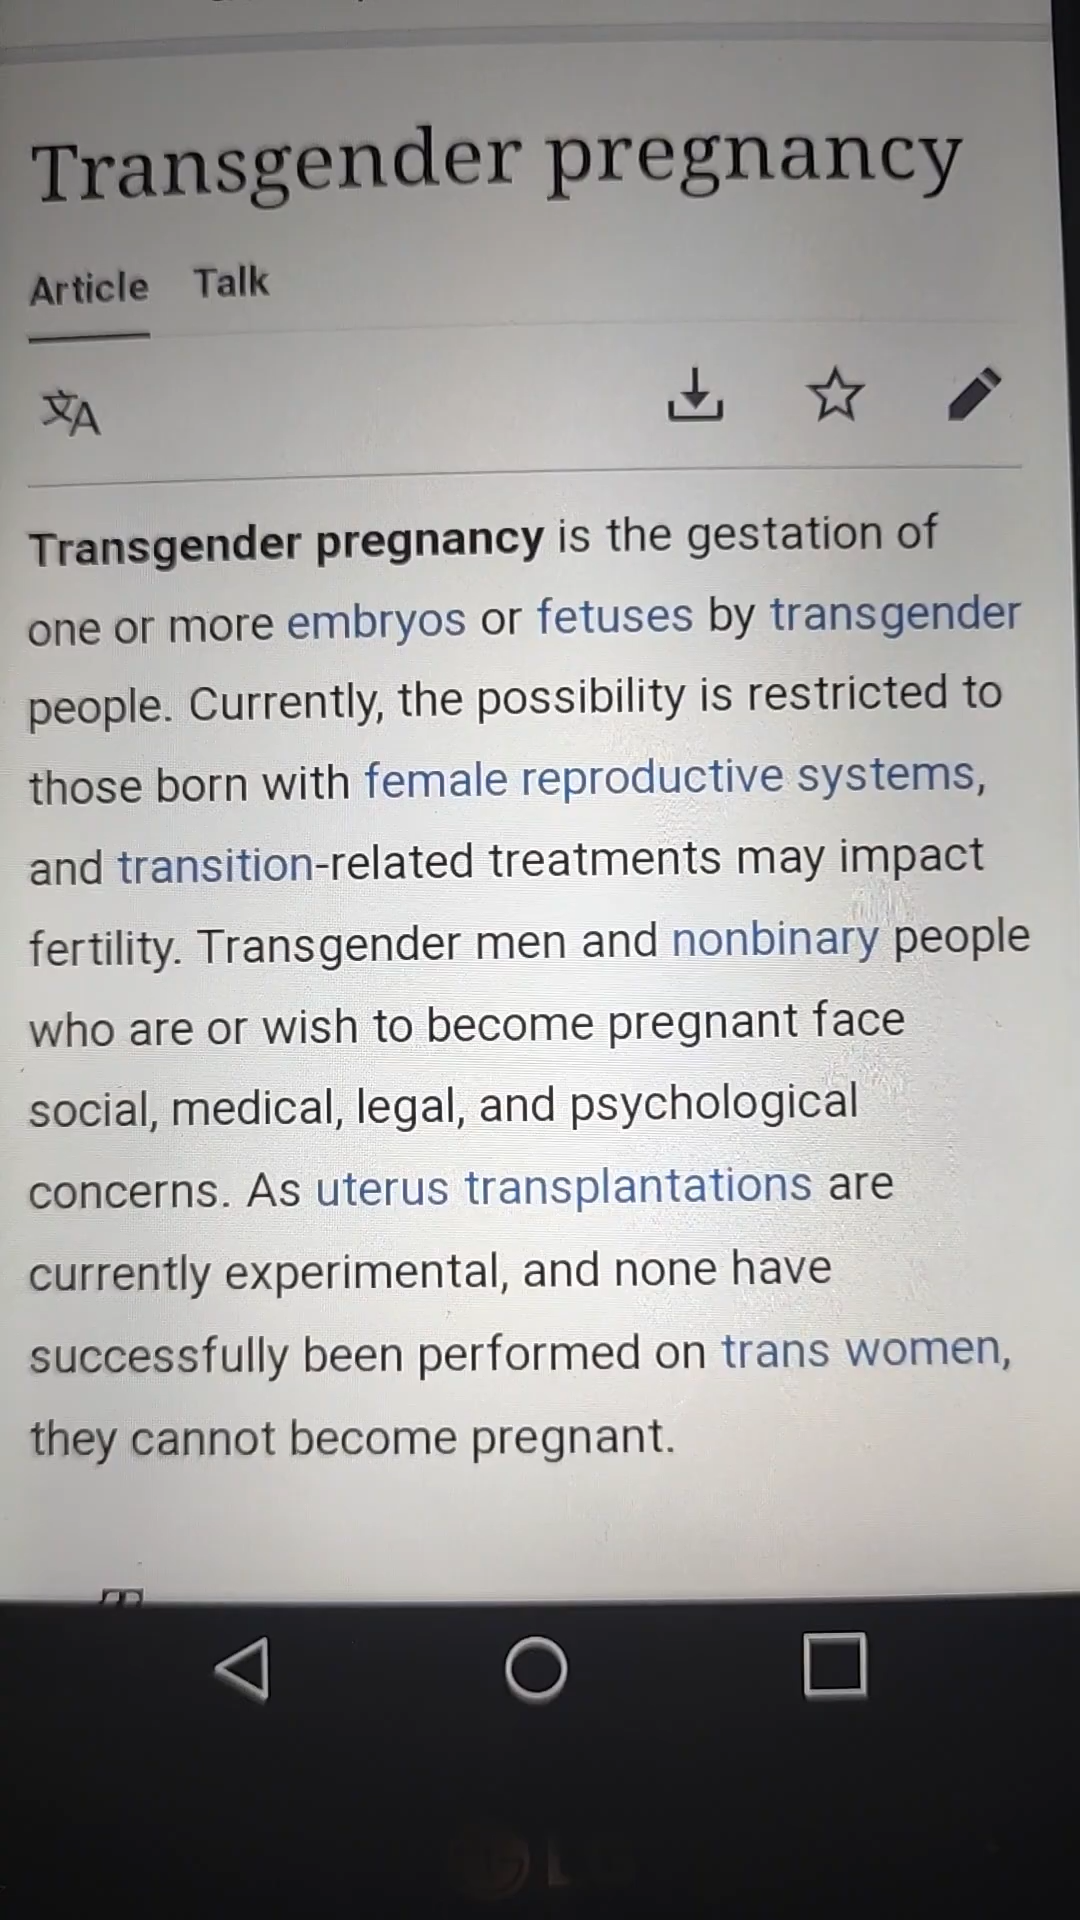 Transgender pregnancy
Article Talk
Transgender pregnancy is the gestation of
one or more embryos or fetuses by transgender
people. Currently, the possibility is restricted to
those born with female reproductive systems,
and transition-related treatments may impact
fertility. Transgender men and nonbinary people
who are or wish to become pregnant face
social, medical, legal, and psychological
concerns. As uterus transplantations are
currently experimental, and none have
successfully been performed on trans women,
they cannot become pregnant.
LG